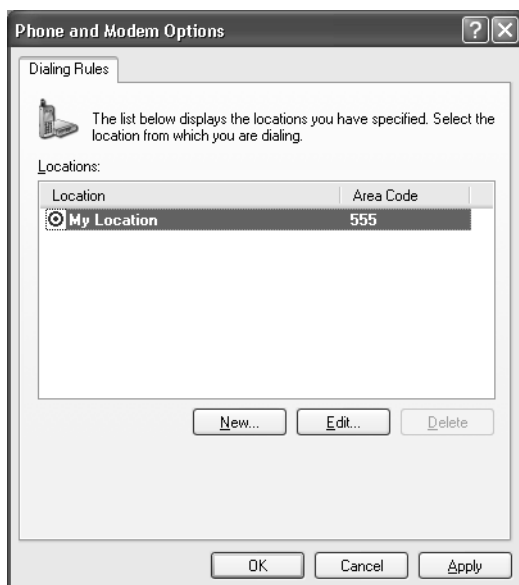 Phone and Modem Options
Dialing Rules
The list below displays the locations you have specified. Select the
location from which you are dialing.
Locations:
Location Area Code
My Location 555
New... Edit... Delete
OK Cancel Apply